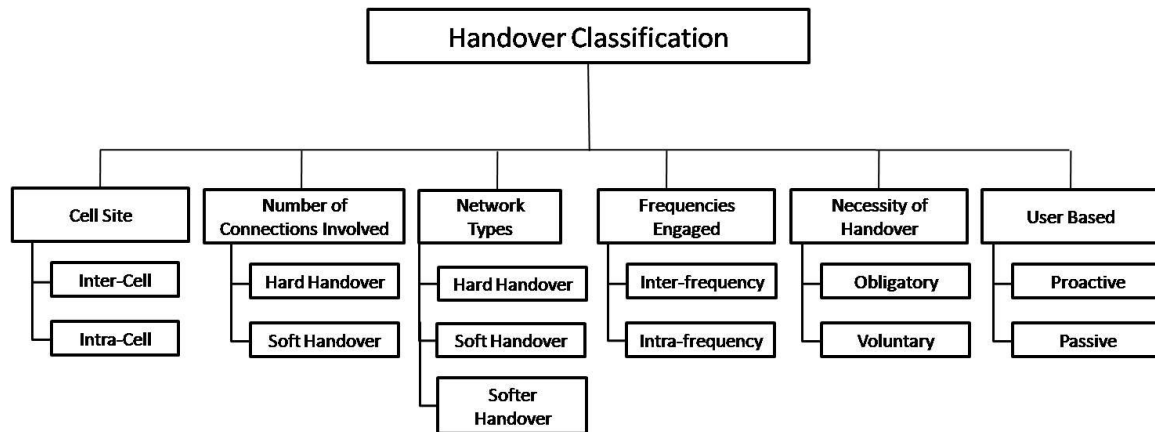 Handover Classification
Cell Site
Inter-Cell
Intra-Cell
Number of
Connections Involved
Hard Handover
Soft Handover
Network
Types
Hard Handover
Soft Handover
Softer
Handover
Frequencies
Engaged
Inter-frequency
Intra-frequency
Necessity of
Handover
Obligatory
Voluntary
User Based
Proactive
Passive